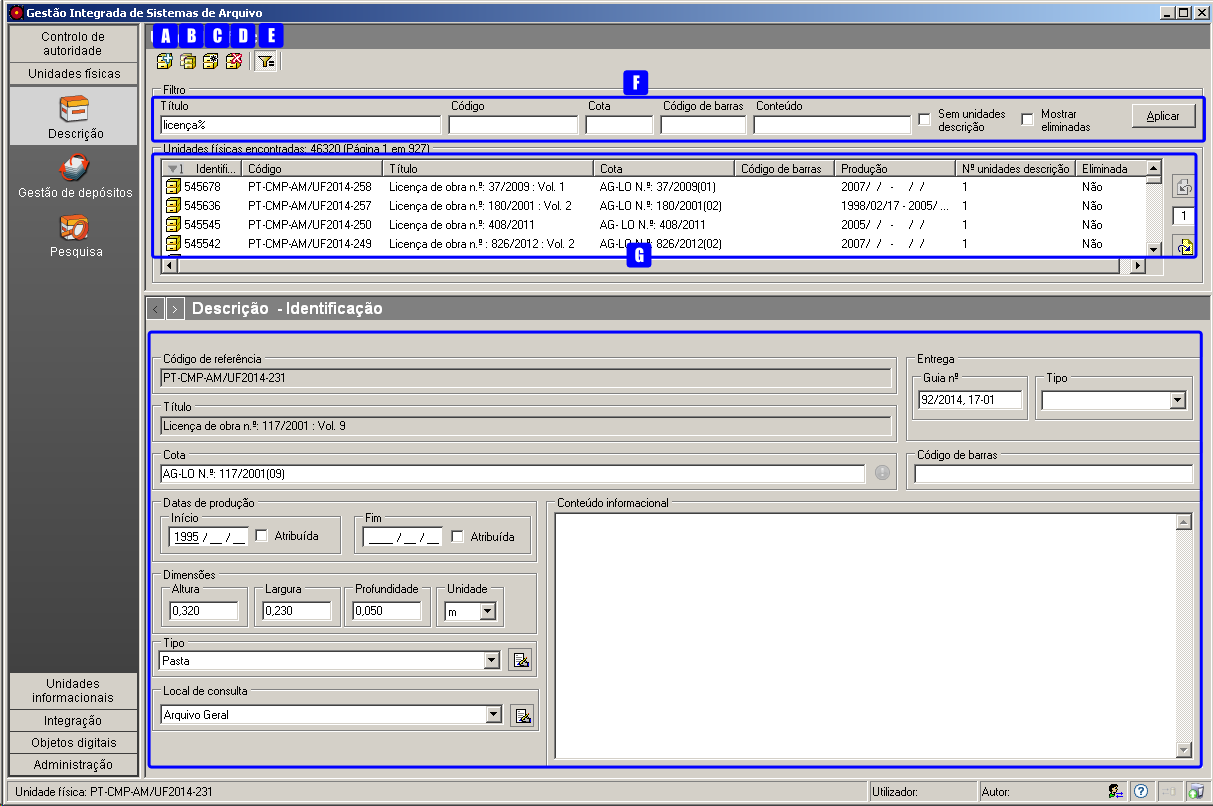 Gestão Integrada de Sistemas de Arquivo
Controlo de
autoridade
Unidades físicas
Descrição
Gestão de depósitos
Pesquisa
Unidades
informacionais
Integração
Objetos digitais
Administração
A B C D E
F
Filtro
Título Código Cota Código de barras Conteúdo
licença%
Sem unidades
descrição
Mostrar
eliminadas
Aplicar
Unidades físicas encontradas: 46320 (Página 1 em 927)
1 Identifi... Código Título Cota Código de barras Produção Nº unidades descrição Eliminada
545678 PT-CMP-AM/UF2014-258 Licença de obra n.º: 37/2009 : Vol. 1 AG-LO N.º: 37/2009(01) 2007/ / - / / 1 Não
545636 PT-CMP-AM/UF2014-257 Licença de obra n.º: 180/2001 : Vol. 2 AG-LO N.º: 180/2001(02) 1998/02/17 - 2005/ ... 1 Não
545545 PT-CMP-AM/UF2014-250 Licença de obra n.º: 408/2011 AG- LO N.º: 408/2011 2005/ / - / / 1 Não
545542 PT-CMP-AM/UF2014-249 Licença de obra n.º : 826/2012 : Vol. 2 AG-LO N.º: 826/2012(02) 2007/ / - / / 1 Não
1
G
< > Descrição - Identificação
Código de referência
PT-CMP-AM/UF2014-231
Entrega
Guia nº Tipo
92/2014, 17-01
Título
Licença de obra n.º: 117/2001 : Vol. 9
Cota
AG-LO N.º: 117/2001(09)
Código de barras
Datas de produção
Início Fim
1995 / __ / __ Atribuída ____ / __ / __ Atribuída
Conteúdo informacional
Dimensões
Altura Largura Profundidade Unidade
0,320 0,230 0,050 m
Tipo
Pasta
Local de consulta
Arquivo Geral
Unidade física: PT-CMP-AM/UF2014-231 Utilizador: Autor: